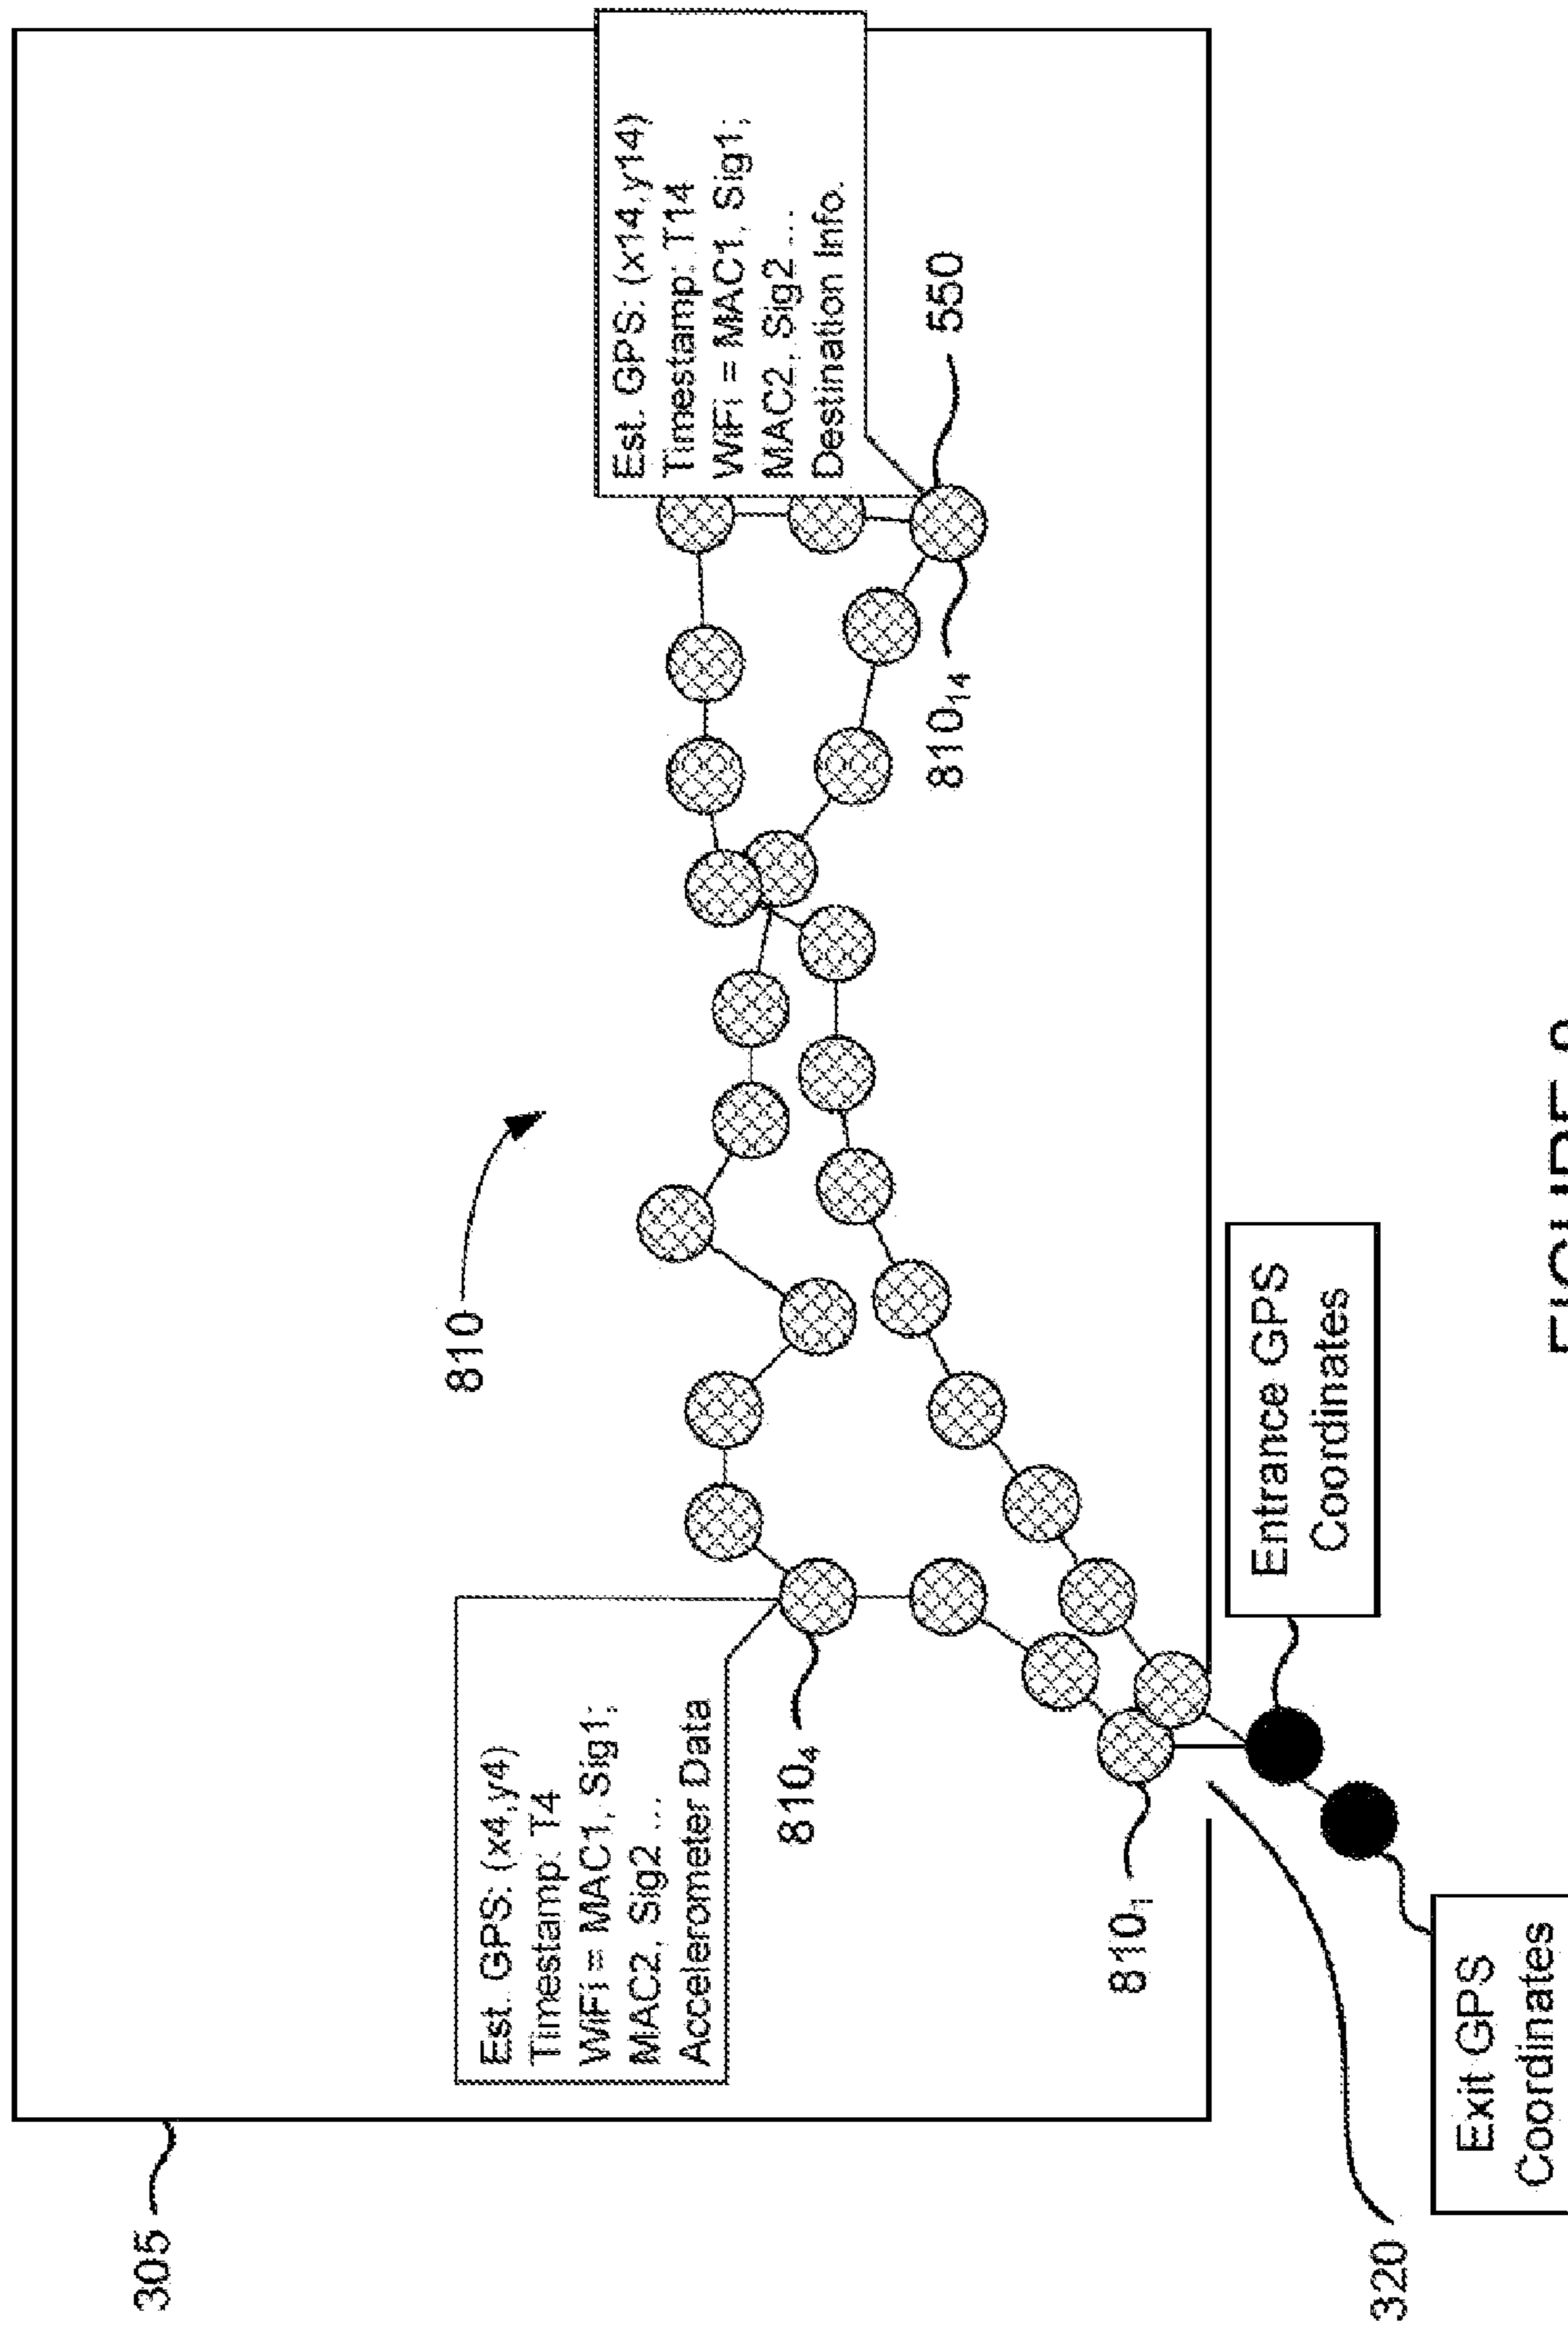 305
810
Est. GPS: (x4,y4)
Timestamp: T4
WiFi = MAC1, Sig1;
MAC2, Sig2 ...
Accelerometer Data
Est. GPS: (x14,y14)
Timestamp: T14
WiFi = MAC1, Sig1;
MAC2, Sig2 ...
Destination Info.
810₄
550
810₁₄
810₁
320
Entrance GPS
Coordinates
Exit GPS
Coordinates
FIGURE